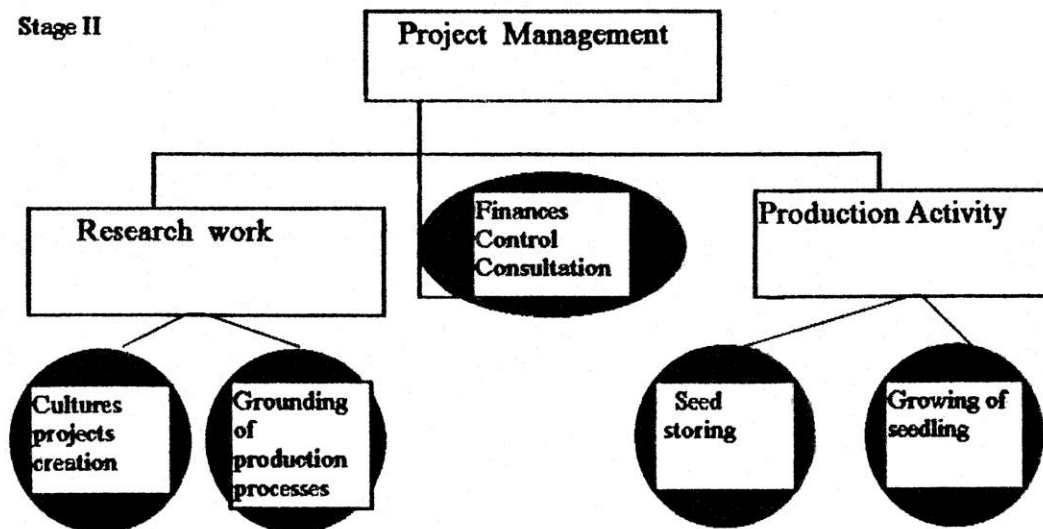 Stage II
Project Management
Research work
Finances
Control
Consultation
Production Activity
Cultures
projects
creation
Grounding
of
production
processes
Seed
storing
Growing of
seedling